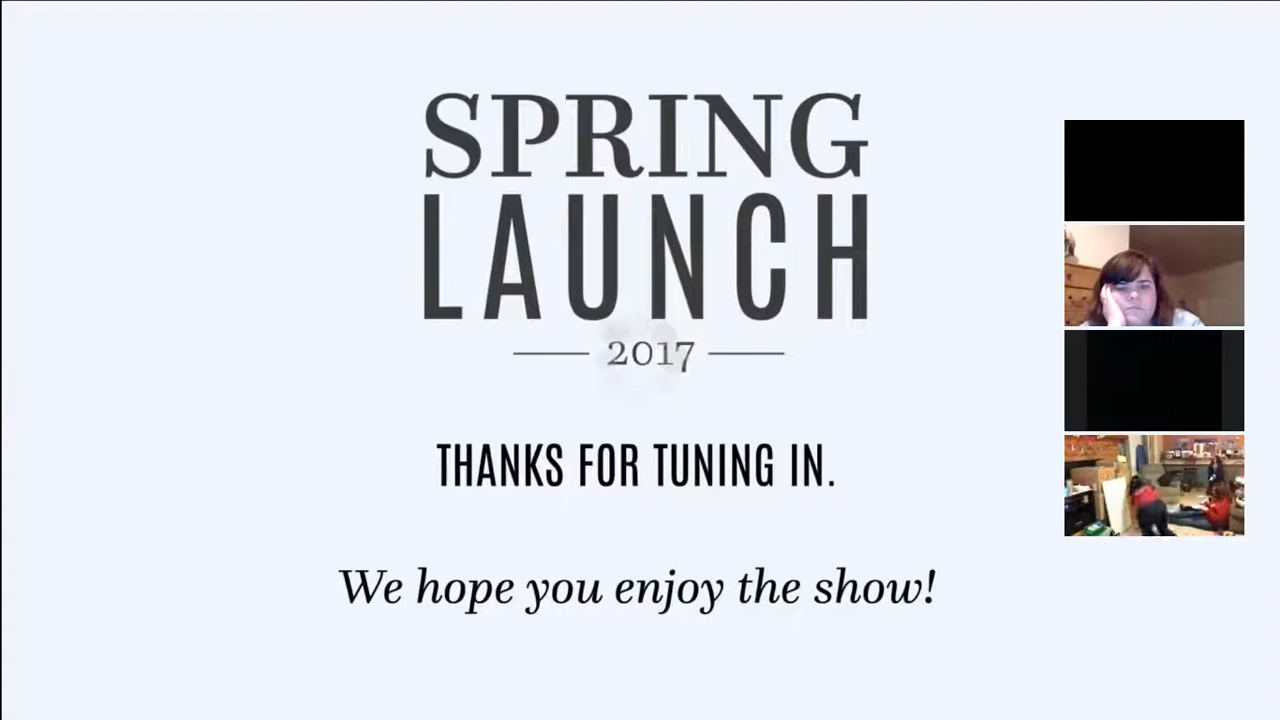 SPRING
LAUNCH
2017
THANKS FOR TUNING IN.
We hope you enjoy the show!